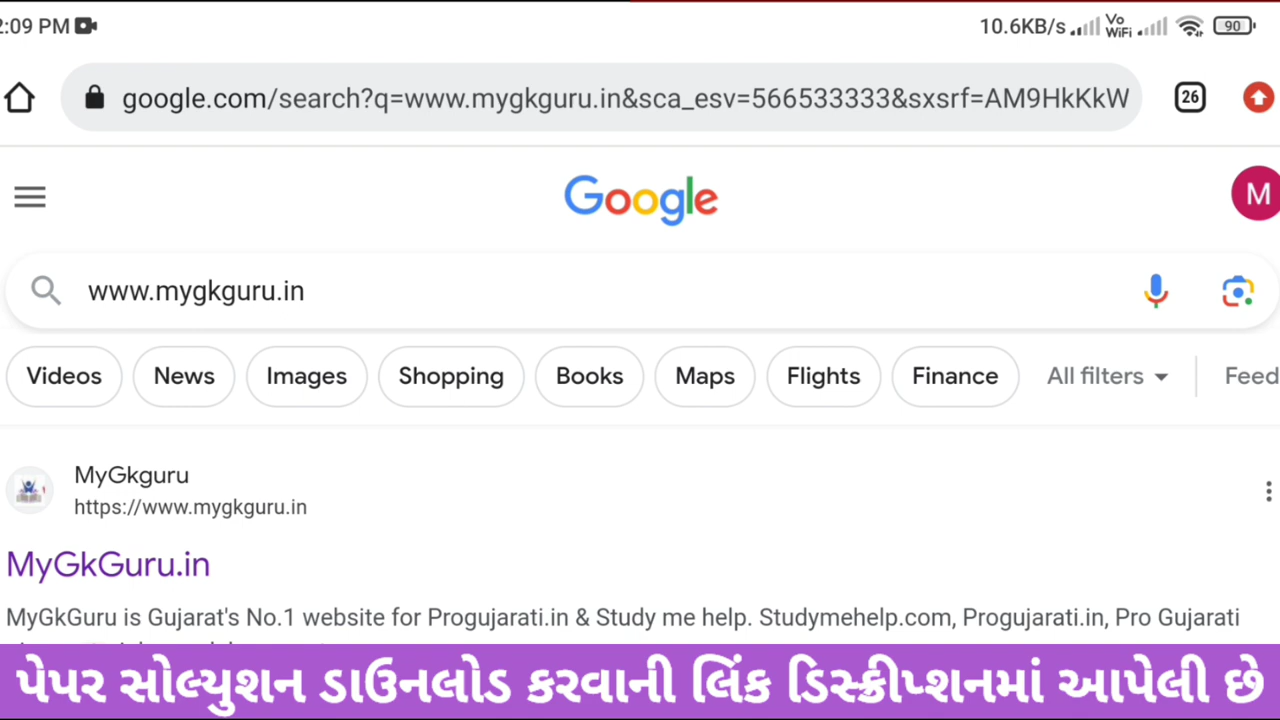 2:09 PM
10.6KB/s Vo WiFi 90
google.com/search?q=www.mygkguru.in&sca_esv=566533333&sxsrf=AM9HkKkW
26
Google
M
www.mygkguru.in
Videos News Images Shopping Books Maps Flights Finance All filters Feed
MyGkguru
https://www.mygkguru.in
MyGkGuru.in
MyGkGuru is Gujarat's No.1 website for Progujarati.in & Study me help. Studymehelp.com, Progujarati.in, Pro Gujarati
પેપર સોલ્યુશન ડાઉનલોડ કરવાની લિંક ડિસ્ક્રીપ્શનમાં આપેલી છે